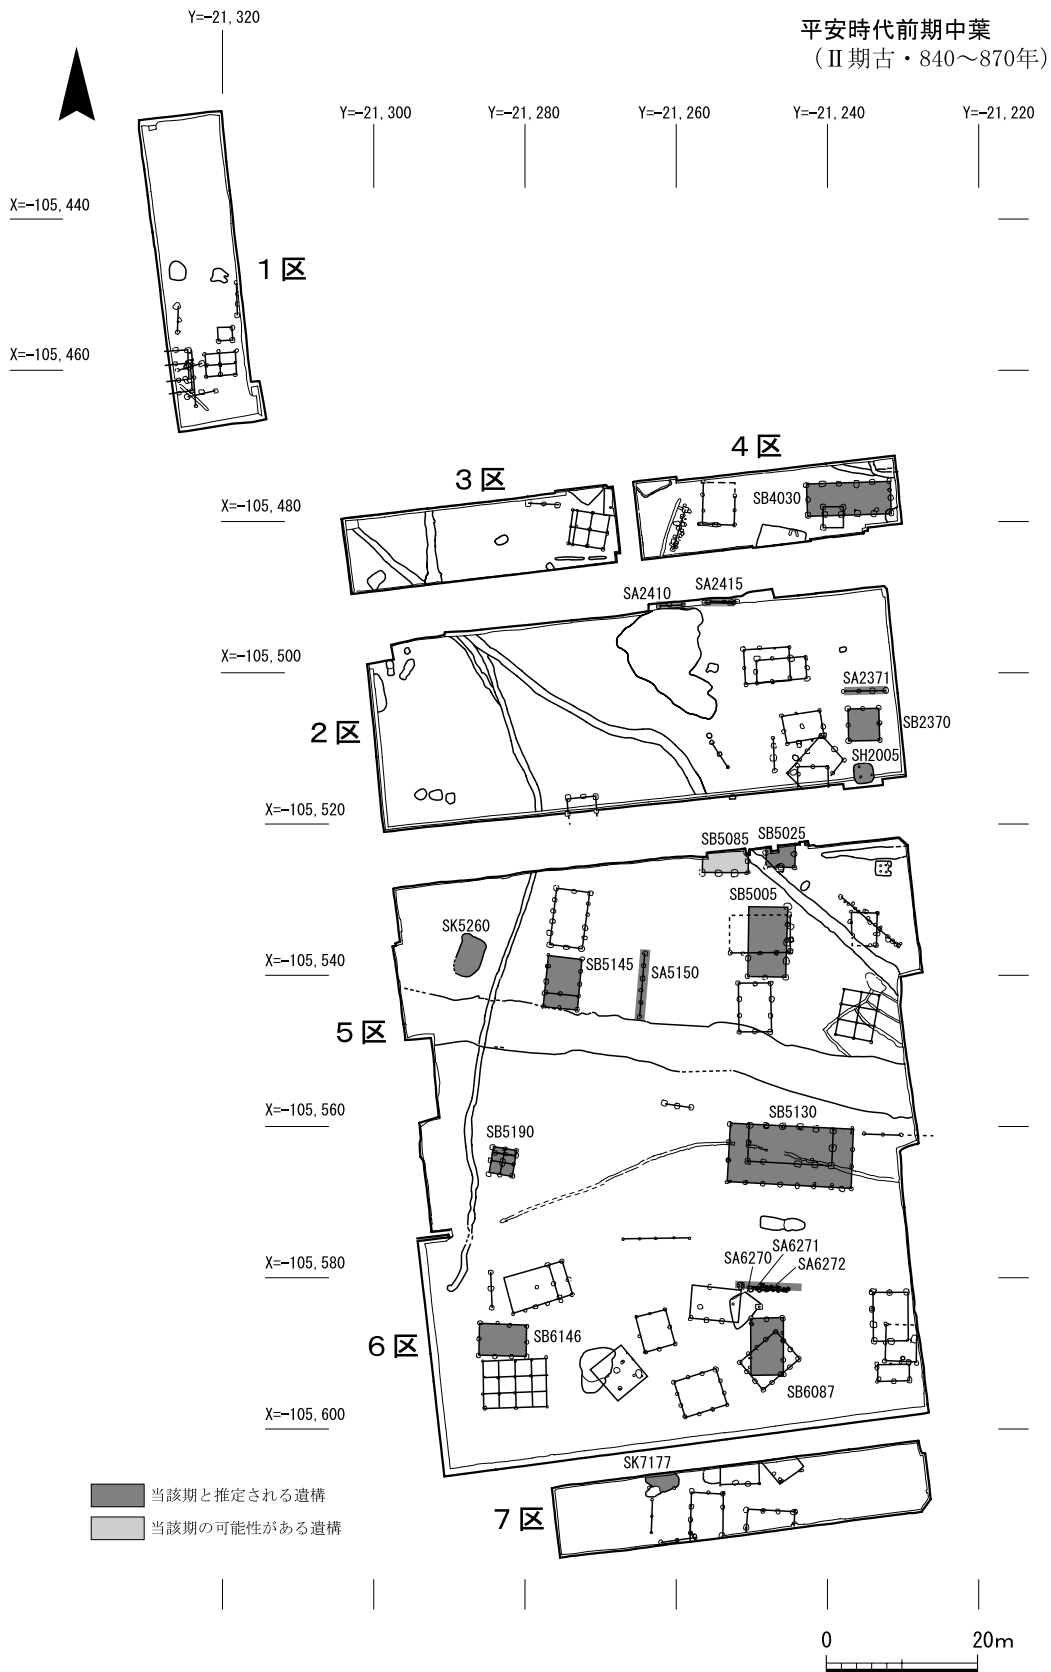 Y=-21,320
平安時代前期中葉
（Ⅱ期古・840～870年）
Y=-21,300
Y=-21,280
Y=-21,260
Y=-21,240
Y=-21,220
X=-105,440
1区
X=-105,460
4区
3区
X=-105,480
SB4030
SA2410
SA2415
X=-105,500
SA2371
2区
SB2370
SH2005
X=-105,520
SB5085
SB5025
SB5005
SK5260
X=-105,540
SB5145
SA5150
5区
X=-105,560
SB5130
SB5190
X=-105,580
SA6270
SA6271
SA6272
6区
SB6146
SB6087
X=-105,600
SK7177
当該期と推定される遺構
7区
当該期の可能性がある遺構
0
20m